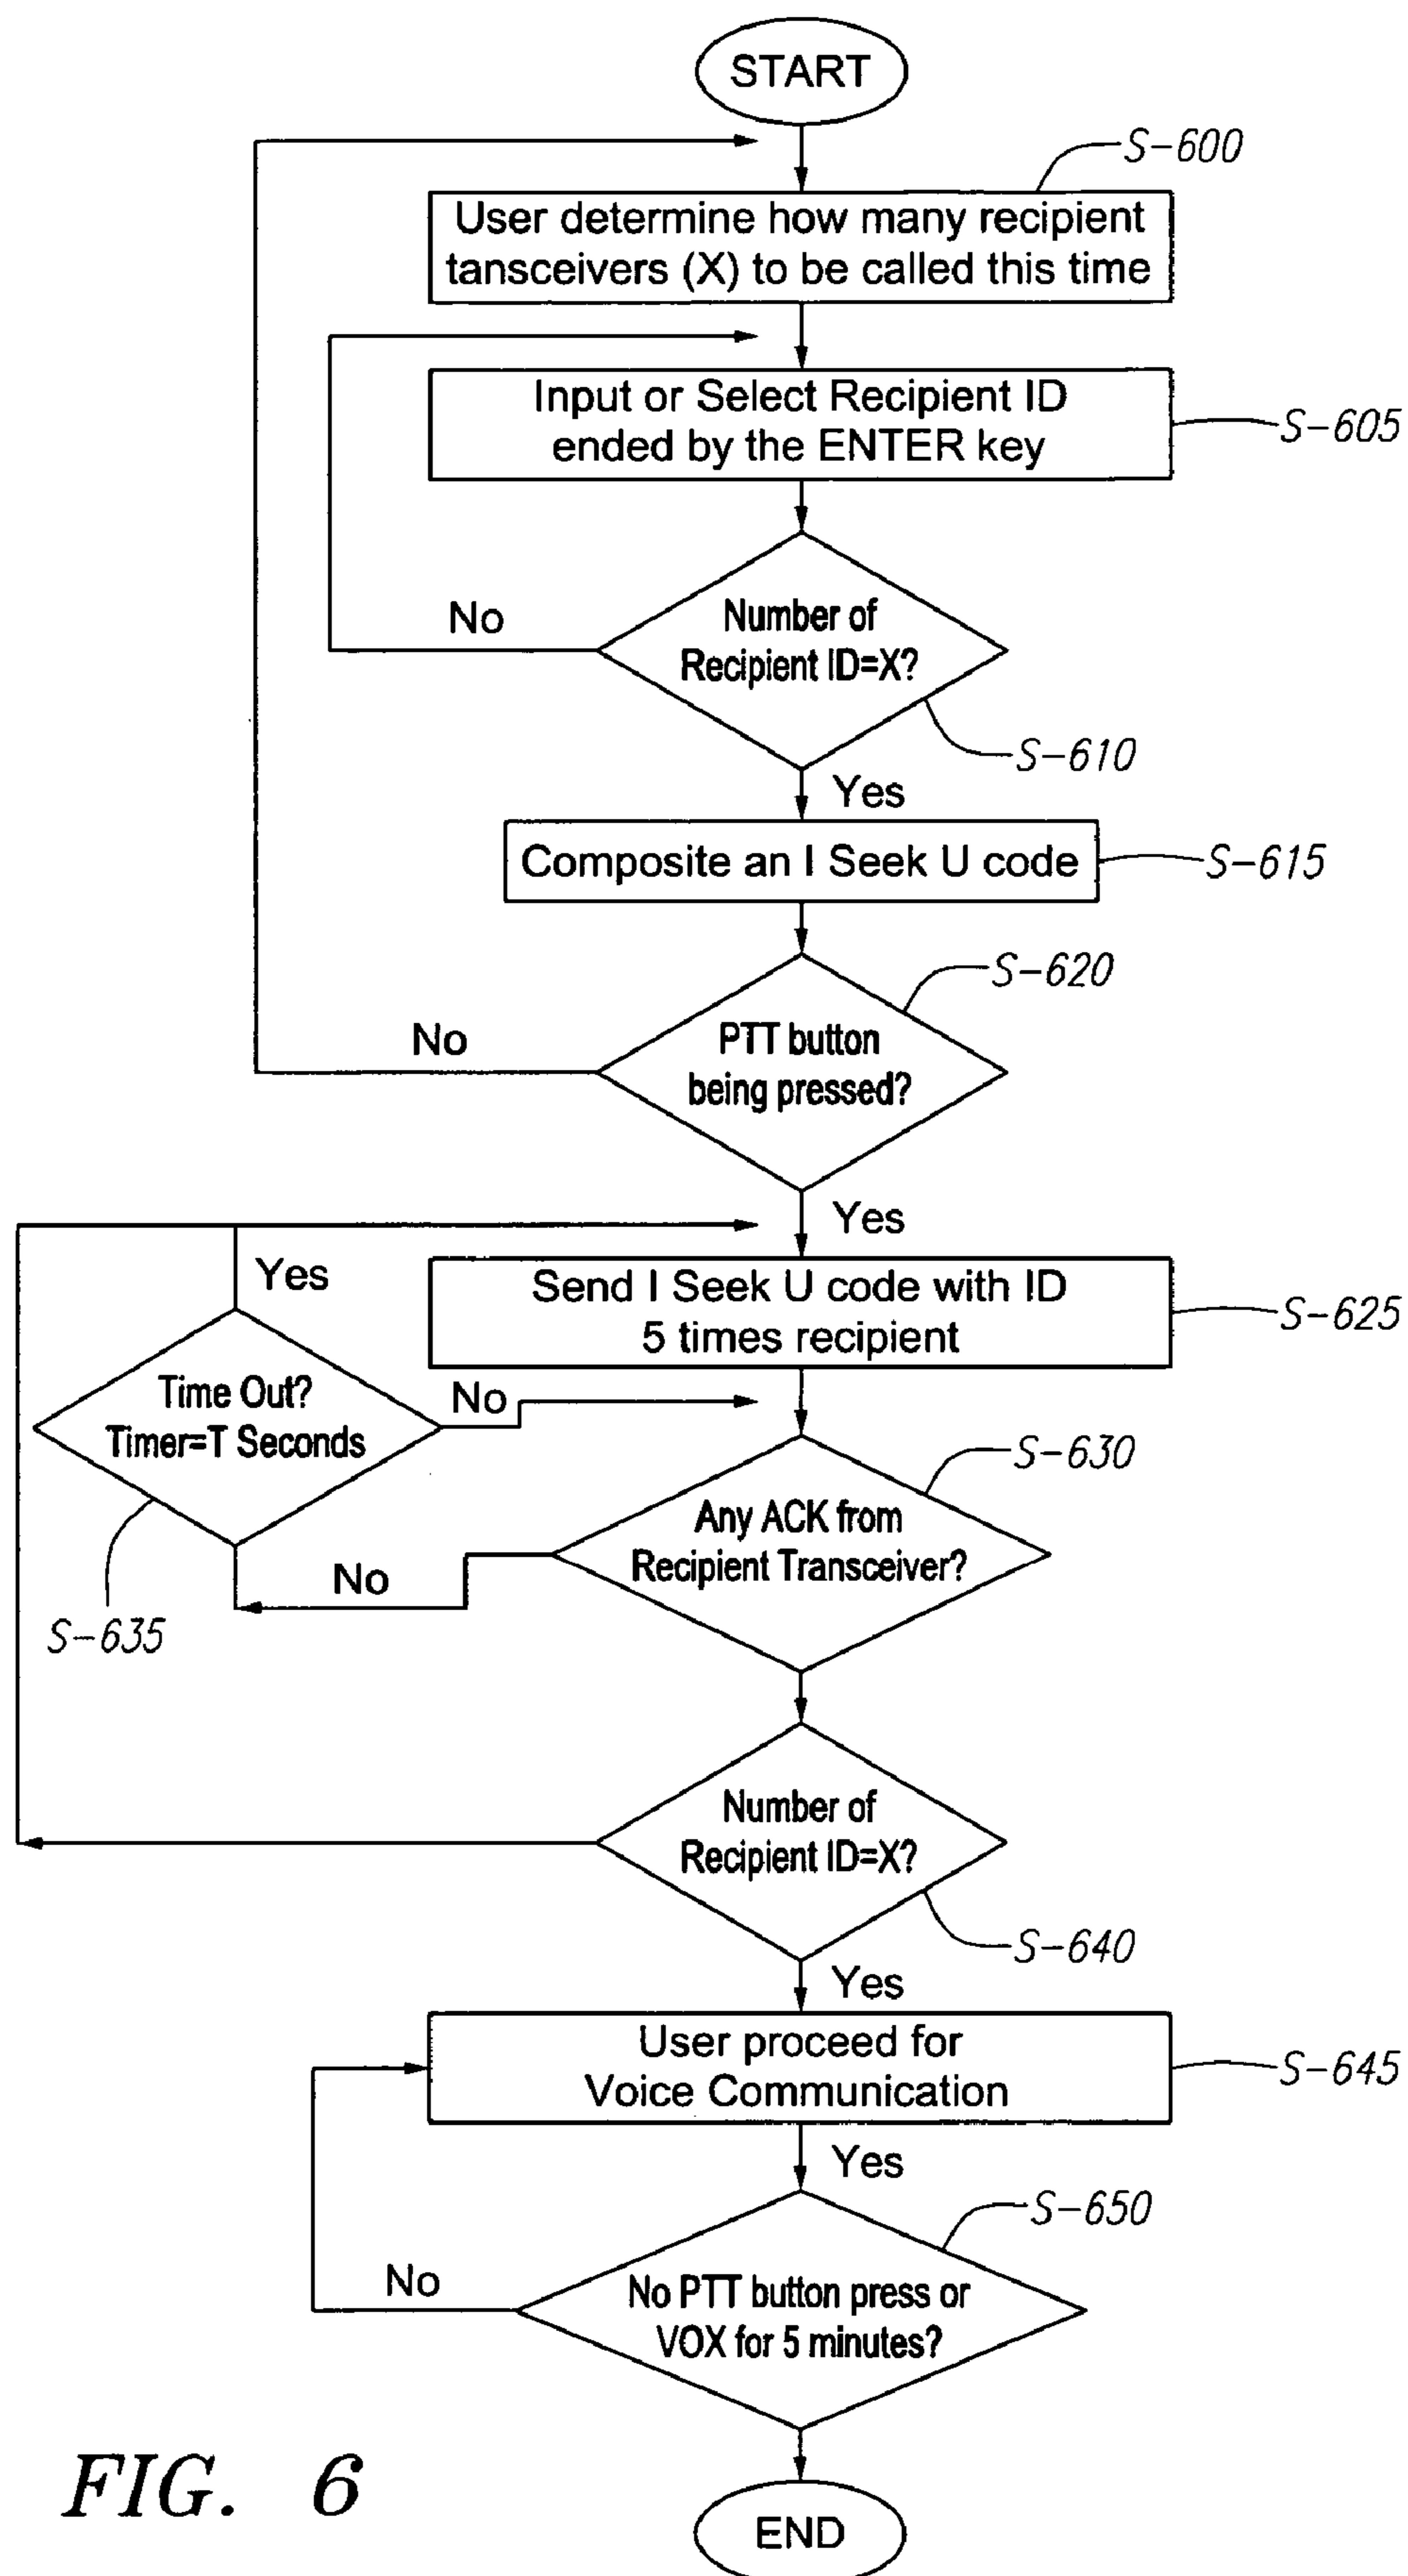 START
S-600
User determine how many recipient
tansceivers (X) to be called this time
Input or Select Recipient ID
ended by the ENTER key
S-605
No
Number of
Recipient ID=X?
S-610
Yes
Composite an I Seek U code
S-615
S-620
No
PTT button
being pressed?
Yes
Yes
Send I Seek U code with ID
5 times recipient
S-625
Time Out?
Timer=T Seconds
No
S-630
Any ACK from
Recipient Transceiver?
No
S-635
Number of
Recipient ID=X?
S-640
Yes
User proceed for
Voice Communication
S-645
Yes
S-650
No
No PTT button press or
VOX for 5 minutes?
FIG. 6
END